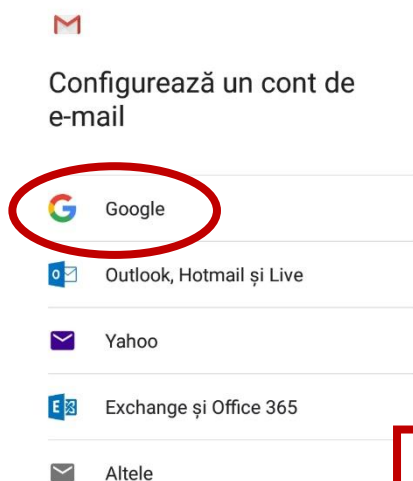 Configurează un cont de
e-mail
Google
Outlook, Hotmail și Live
Yahoo
Exchange și Office 365
Altele